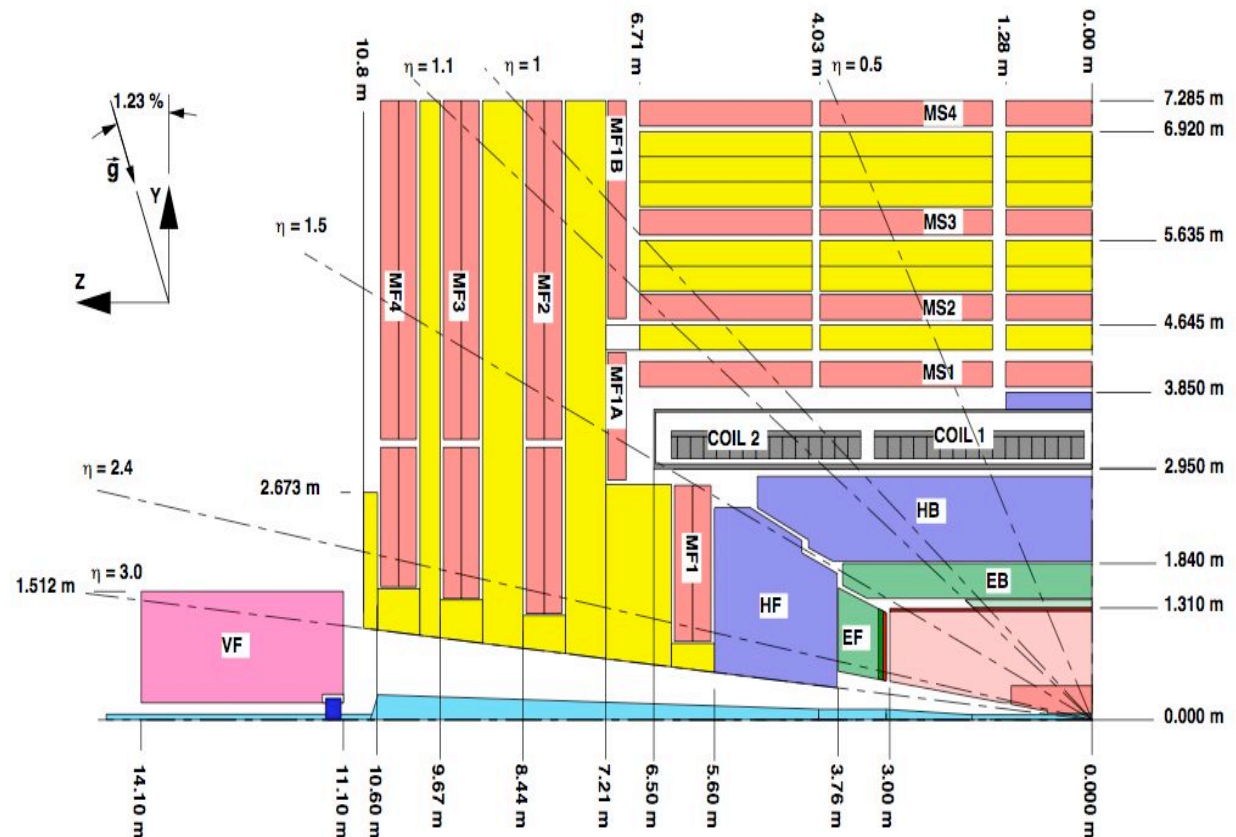 10.8 m
6.71 m
4.03 m
1.28 m
0.00 m
η = 1.1
η = 1
η = 0.5
1.23 %
g
Y
Z
7.285 m
MS4
6.920 m
MF1B
MS3
5.635 m
η = 1.5
MF4
MF3
MF2
MS2
4.645 m
MF1A
MS1
3.850 m
COIL 2
COIL 1
η = 2.4
2.673 m
2.950 m
HB
MF1
1.840 m
EB
η = 3.0
1.512 m
HF
EF
1.310 m
VF
0.000 m
14.10 m
11.10 m
10.60 m
9.67 m
8.44 m
7.21 m
6.50 m
5.60 m
3.76 m
3.00 m
0.000 m